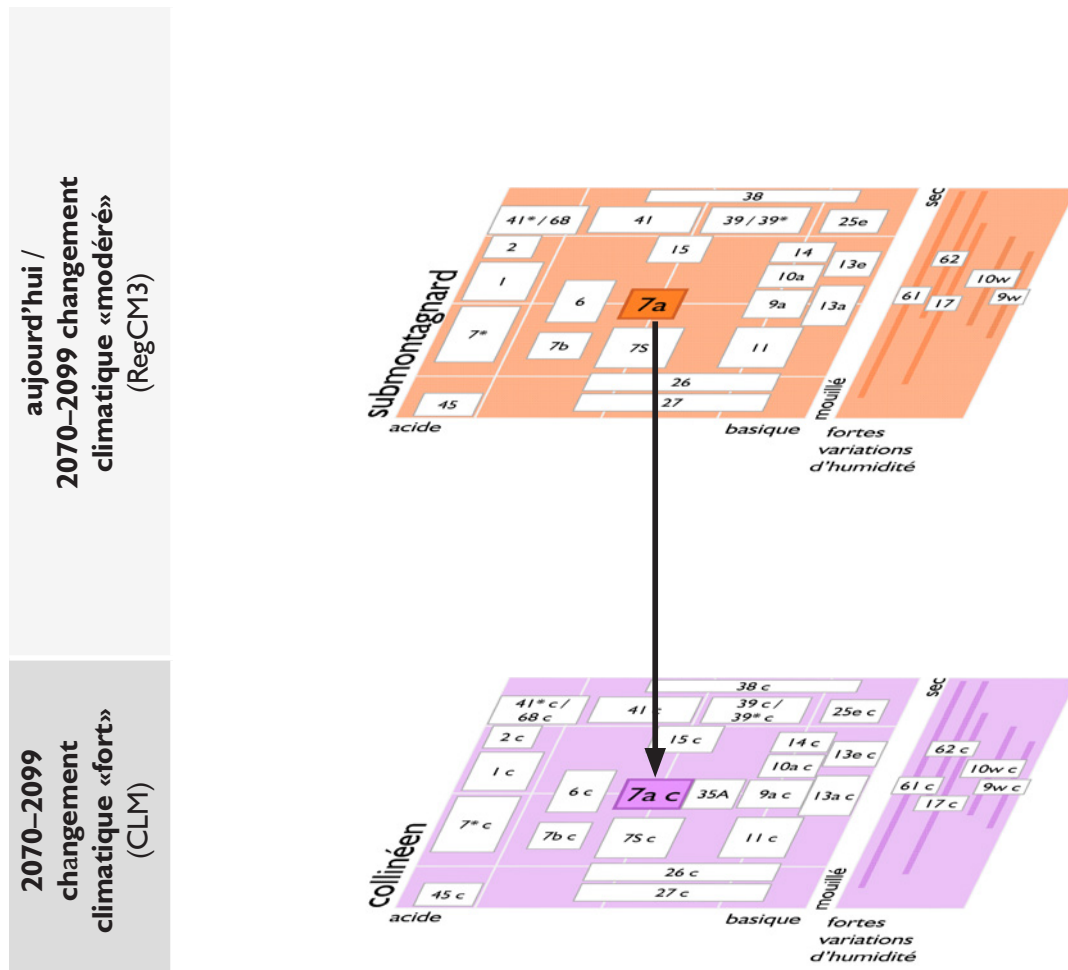 aujourd'hui /
2070–2099 changement
climatique «modéré»
(RegCM3)
submontagnard
38
41* / 68
41
39 / 39*
25e
2
15
14
13e
1
10a
6
7a
9a
13a
7*
7b
7S
11
26
45
27
acide
basique
mouillé
sec
62
10w
61
17
9w
fortes
variations
d'humidité
2070–2099
changement
climatique «fort»
(CLM)
collinéen
38 c
41* c /
68 c
41 c
39 c /
39* c
25e c
2 c
15 c
14 c
13e c
1 c
10a c
6 c
7a c
35A
9a c
13a c
7* c
7b c
7S c
11 c
26 c
45 c
27 c
acide
basique
mouillé
sec
62 c
10w c
61 c
9w c
17 c
fortes
variations
d'humidité